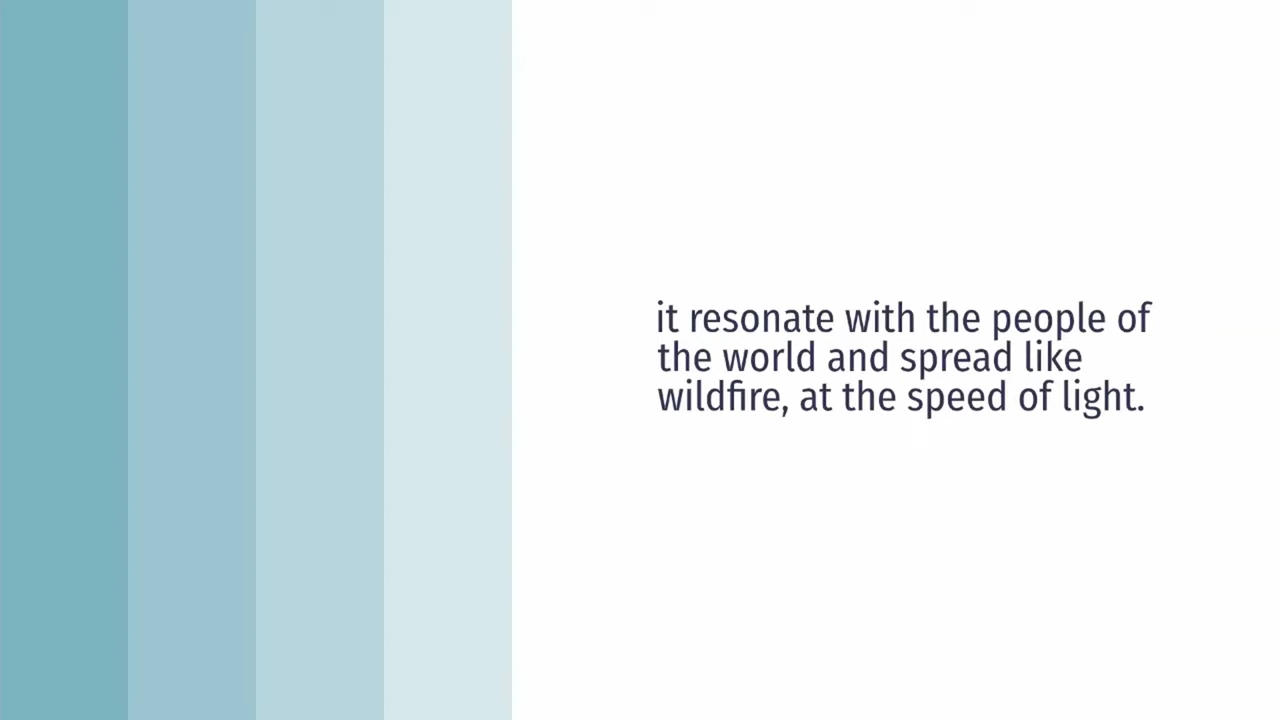 it resonate with the people of
the world and spread like
wildfire, at the speed of light.